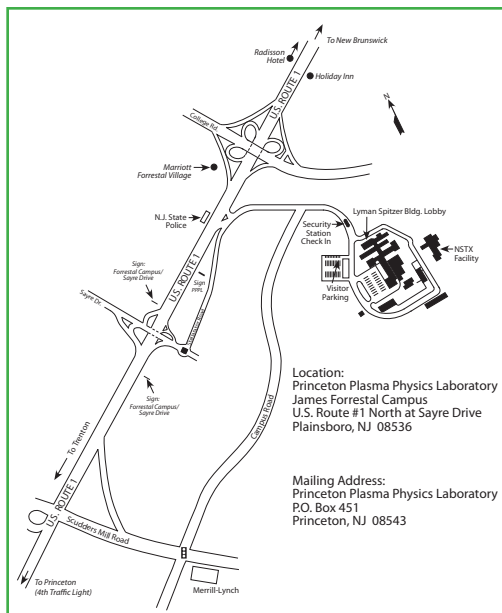 To New Brunswick
Radisson
Hotel
Holiday Inn
U.S. ROUTE 1
N
College Rd.
Marriott
Forrestal Village
Lyman Spitzer Bldg. Lobby
N.J. State
Police
Security
Station
Check In
NSTX
Facility
Sign:
Forrestal Campus/
Sayre Drive
U.S. ROUTE 1
Sign
PPPL
Visitor
Parking
Sayre Dr.
Sign:
Forrestal Campus/
Sayre Drive
Campus Road
Location:
Princeton Plasma Physics Laboratory
James Forrestal Campus
U.S. Route #1 North at Sayre Drive
Plainsboro, NJ 08536
To Trenton
Mailing Address:
Princeton Plasma Physics Laboratory
P.O. Box 451
Princeton, NJ 08543
U.S. ROUTE 1
Scudders Mill Road
Merrill-Lynch
To Princeton
(4th Traffic Light)